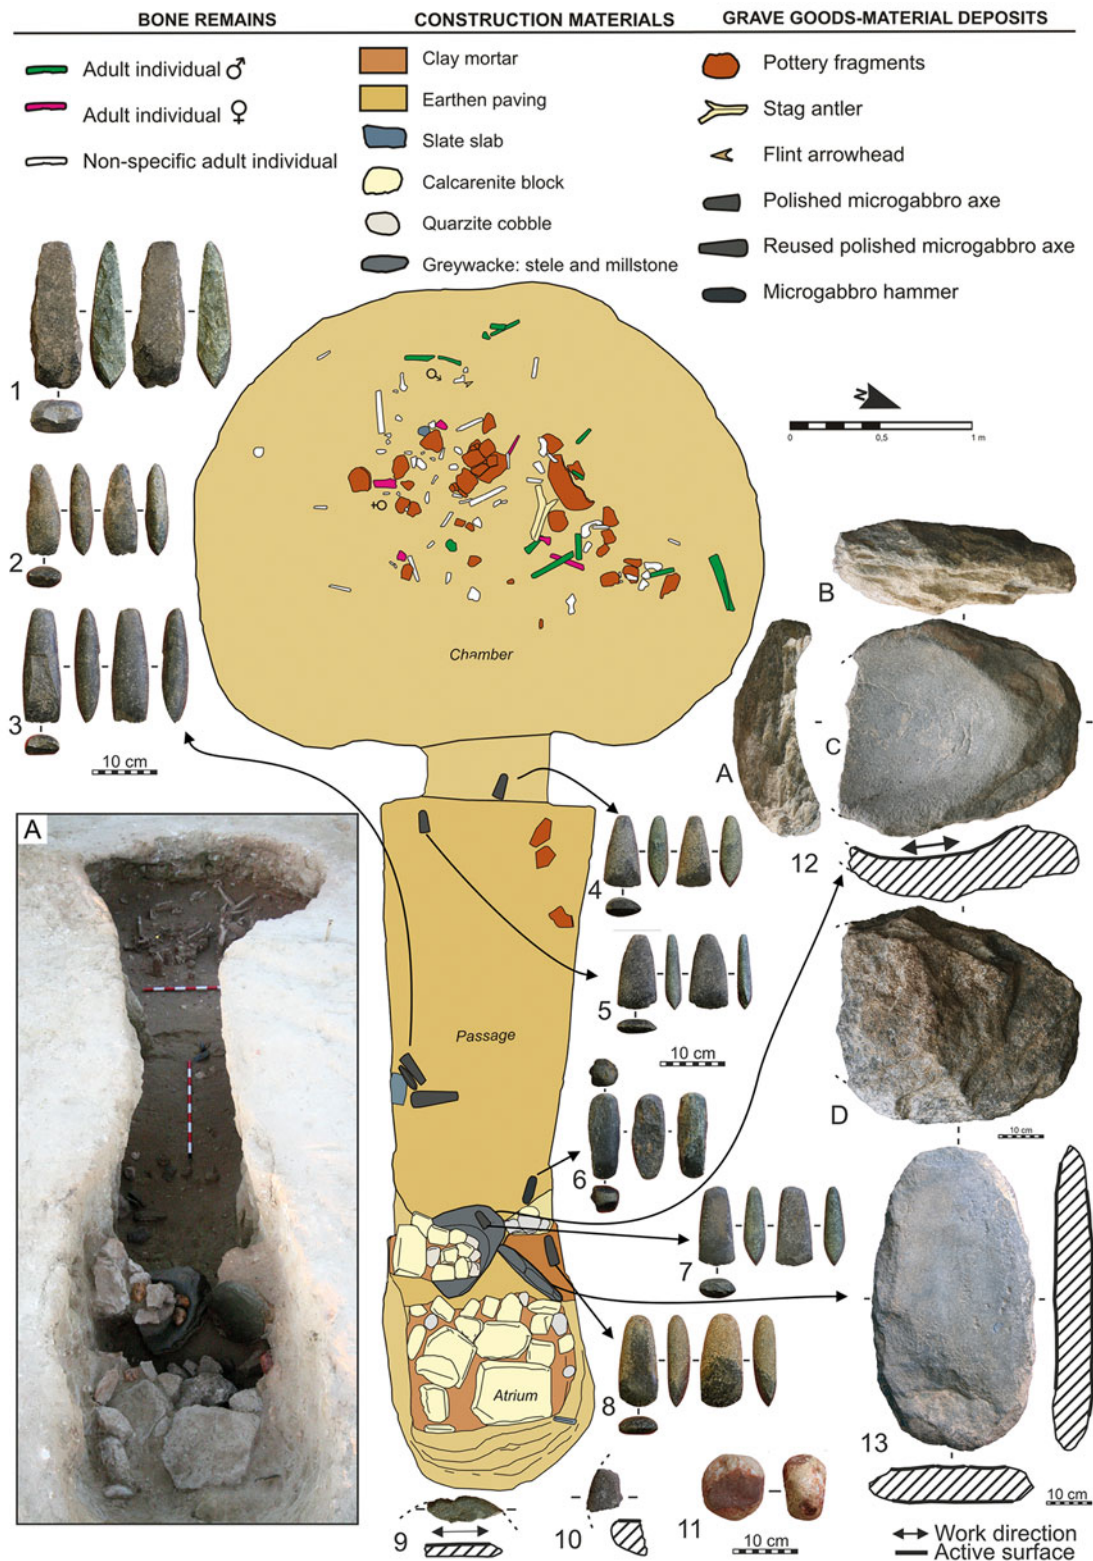 BONE REMAINS
Adult individual ♂
Adult individual ♀
Non-specific adult individual
CONSTRUCTION MATERIALS
Clay mortar
Earthen paving
Slate slab
Calcarenite block
Quarzite cobble
Greywacke: stele and millstone
GRAVE GOODS-MATERIAL DEPOSITS
Pottery fragments
Stag antler
Flint arrowhead
Polished microgabbro axe
Reused polished microgabbro axe
Microgabbro hammer
1
2
3
10 cm
N
0 0,5 1 m
♂
♀
Chamber
B
A
C
12
D
10 cm
4
5
10 cm
A
Passage
6
7
8
Atrium
13
10 cm
9
10
11
10 cm
Work direction
Active surface